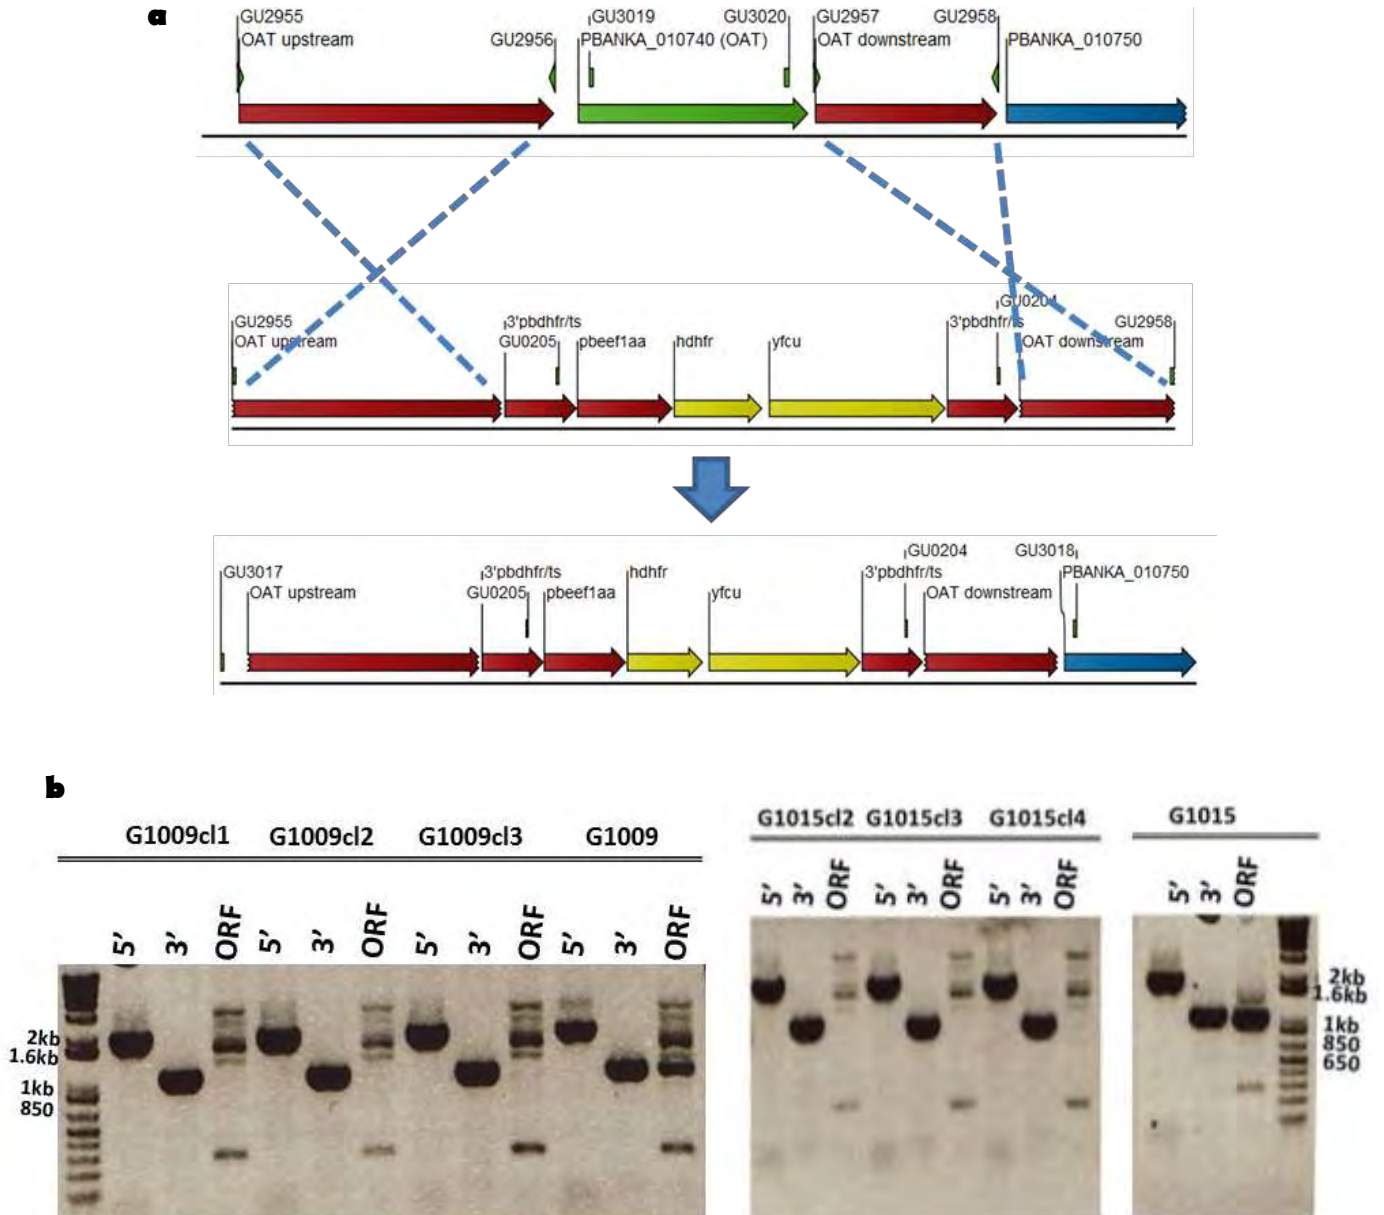 a
GU2955 GU3019 GU3020 GU2957 GU2958
OAT upstream GU2956 PBANKA_010740 (OAT) OAT downstream PBANKA_010750
GU0204
GU2955 3'pbdhfr/ts 3'pbdhfr/ts GU2958
OAT upstream GU0205 pbeef1aa hdhfr yfcu OAT downstream
GU0204 GU3018
GU3017 3'pbdhfr/ts hdhfr 3'pbdhfr/ts PBANKA_010750
OAT upstream GU0205 pbeef1aa yfcu OAT downstream
b
G1009cl1 G1009cl2 G1009cl3 G1009
5' 3' ORF 5' 3' ORF 5' 3' ORF 5' 3' ORF
2kb
1.6kb
1kb
850
G1015cl2 G1015cl3 G1015cl4
5' 3' ORF 5' 3' ORF 5' 3' ORF
G1015
5' 3' ORF
2kb
1.6kb
1kb
850
650